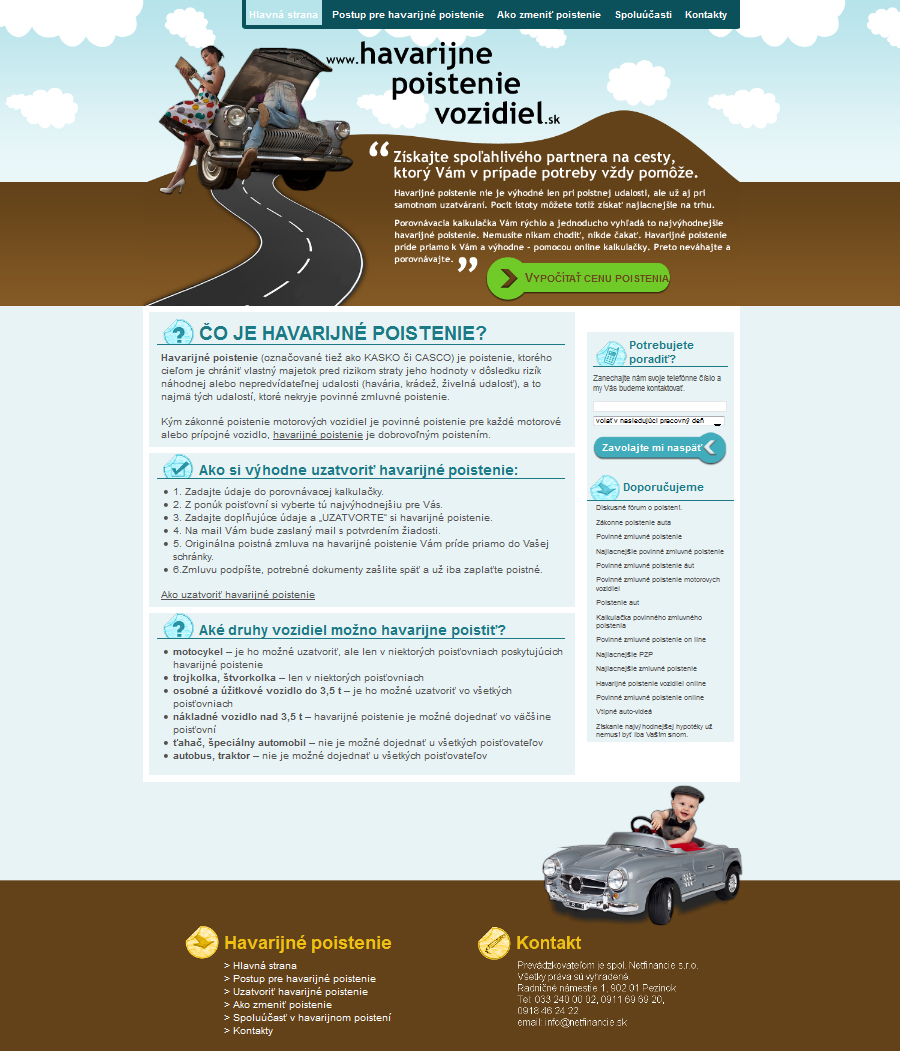 Hlavná strana
Postup pre havarijné poistenie
Ako zmeniť poistenie
Spoluúčasti
Kontakty
www.havarijne
poistenie
vozidiel.sk
“ Získajte spoľahlivého partnera na cesty,
ktorý Vám v prípade potreby vždy pomôže.
Havarijné poistenie nie je výhodné len pri poistnej udalosti, ale už aj pri
samotnom uzatváraní. Pocit istoty môžete totiž získať najlacnejšie na trhu.
Porovnávacia kalkulačka Vám rýchlo a jednoducho vyhľadá to najvýhodnejšie
havarijné poistenie. Nemusíte nikam chodiť, nikde čakať. Havarijné poistenie
príde priamo k Vám a výhodne - pomocou online kalkulačky. Preto neváhajte a
porovnávajte. ”
VYPOČÍTAŤ CENU POISTENIA
ČO JE HAVARIJNÉ POISTENIE?
Havarijné poistenie (označované tiež ako KASKO či CASCO) je poistenie, ktorého
cieľom je chrániť vlastný majetok pred rizikom straty jeho hodnoty v dôsledku rizík
náhodnej alebo nepredvídateľnej udalosti (havária, krádež, živelná udalosť), a to
najmä tých udalostí, ktoré nekryje povinné zmluvné poistenie.
Kým zákonné poistenie motorových vozidiel je povinné poistenie pre každé motorové
alebo prípojné vozidlo, havarijné poistenie je dobrovoľným poistením.
Ako si výhodne uzatvoriť havarijné poistenie:
• 1. Zadajte údaje do porovnávacej kalkulačky.
• 2. Z ponúk poisťovní si vyberte tú najvýhodnejšiu pre Vás.
• 3. Zadajte doplňujúce údaje a „UZATVORTE“ si havarijné poistenie.
• 4. Na mail Vám bude zaslaný mail s potvrdením žiadosti.
• 5. Originálna poistná zmluva na havarijné poistenie Vám príde priamo do Vašej
schránky.
• 6.Zmluvu podpíšte, potrebné dokumenty zašlite späť a už iba zaplaťte poistné.
Ako uzatvoriť havarijné poistenie
Aké druhy vozidiel možno havarijne poistiť?
• motocykel – je ho možné uzatvoriť, ale len v niektorých poisťovniach poskytujúcich
havarijné poistenie
• trojkolka, štvorkolka – len v niektorých poisťovniach
• osobné a úžitkové vozidlo do 3,5 t – je ho možné uzatvoriť vo všetkých
poisťovniach
• nákladné vozidlo nad 3,5 t – havarijné poistenie je možné dojednať vo väčšine
poisťovní
• ťahač, špeciálny automobil – nie je možné dojednať u všetkých poisťovateľov
• autobus, traktor – nie je možné dojednať u všetkých poisťovateľov
Potrebujete
poradiť?
Zanechajte nám svoje telefónne číslo a
my Vás budeme kontaktovať.
volať v nasledujúci pracovný deň
Zavolajte mi naspäť
Doporučujeme
Diskusné fórum o poistení.
Zákonne poistenie auta
Povinné zmluvné poistenie
Najlacnejšie povinné zmluvné poistenie
Povinné zmluvné poistenie áut
Povinné zmluvné poistenie motorových
vozidiel
Poistenie aut
Kalkulačka povinného zmluvného
poistenia
Povinné zmluvné poistenie on line
Najlacnejšie PZP
Najlacnejšie zmluvné poistenie
Havarijné poistenie vozidiel online
Povinné zmluvné poistenie online
Vtipné auto-videá
Získanie najvýhodnejšej hypotéky už
nemusí byť iba Vaším snom.
Havarijné poistenie
> Hlavná strana
> Postup pre havarijné poistenie
> Uzatvoriť havarijné poistenie
> Ako zmeniť poistenie
> Spoluúčasť v havarijnom poistení
> Kontakty
Kontakt
Prevádzkovateľom je spol. Netfinancie s.r.o.
Všetky práva sú vyhradené.
Radničné námestie 1, 902 01 Pezinok
Tel: 033 240 00 02, 0911 69 69 20,
0918 46 24 22
email: info@netfinancie.sk